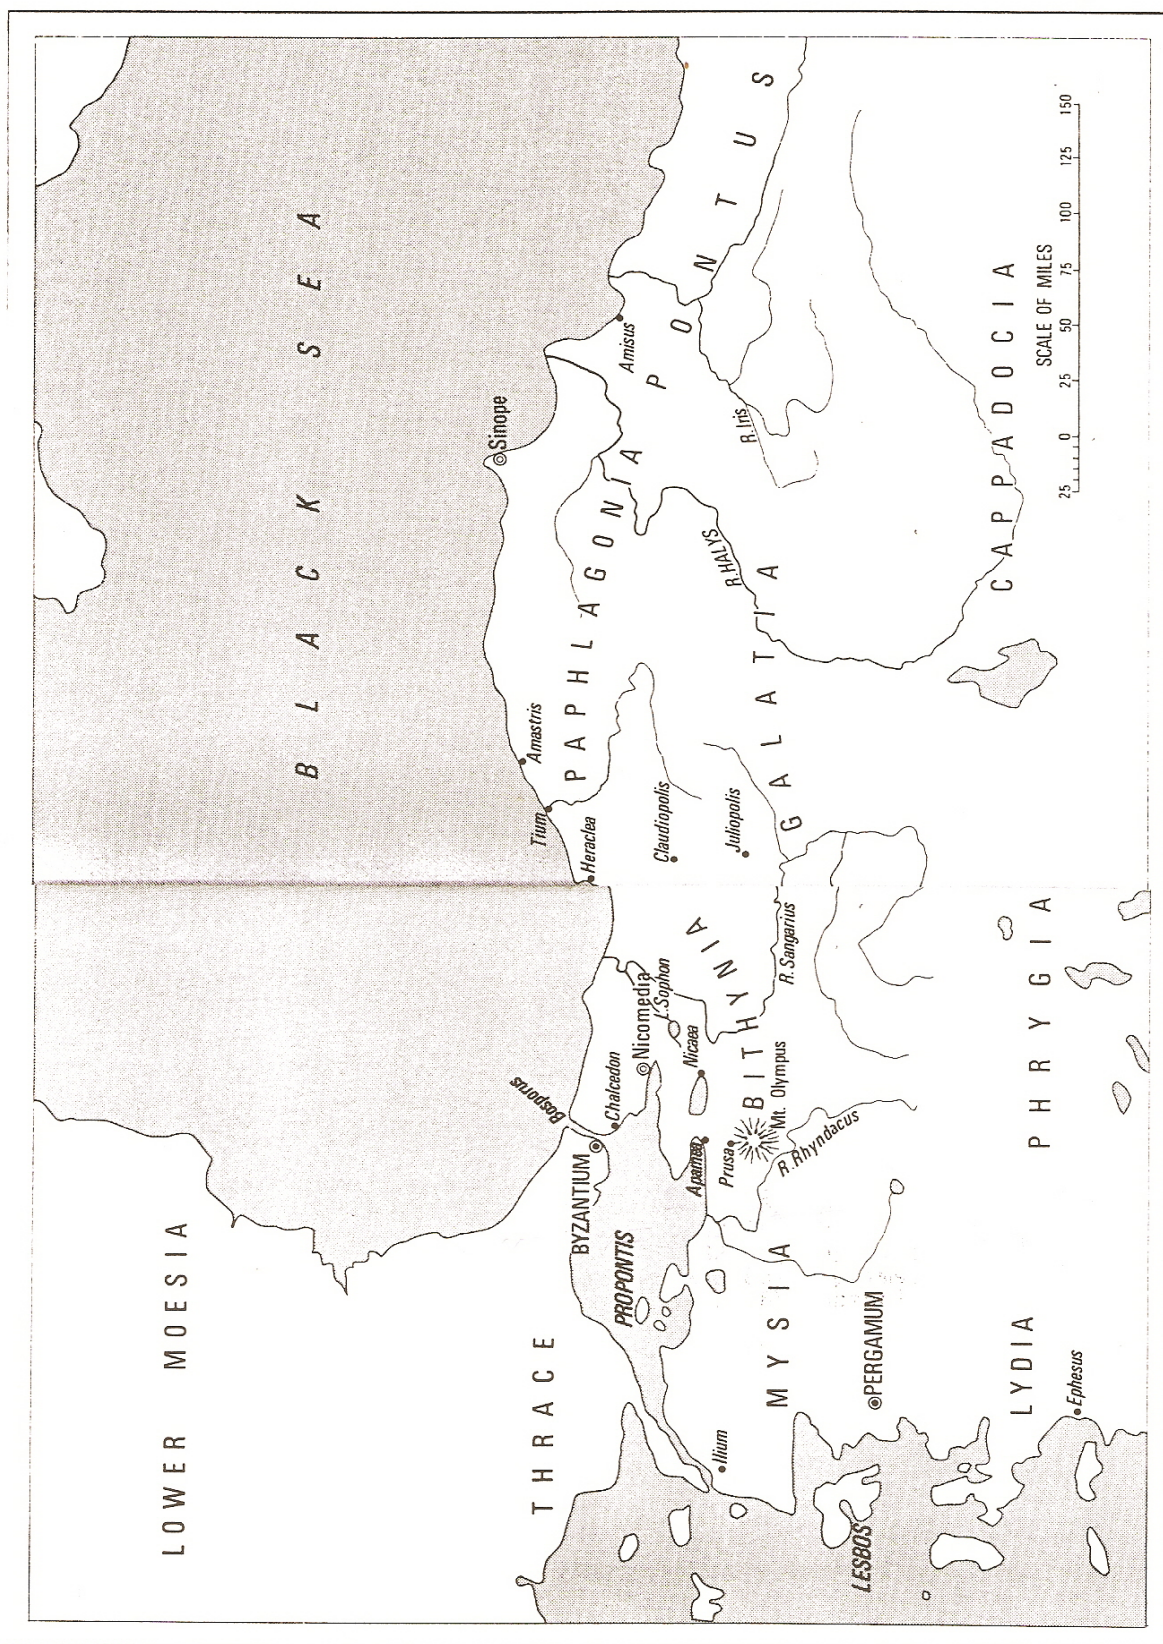 BLACK SEA
LOWER MOESIA
THRACE
Sinope
Amastris
Tium
Heraclea
Amisus
PONTUS
PAPHLAGONIA
R. Iris
R. HALYS
GALATIA
CAPPADOCIA
Claudiopolis
Juliopolis
Bosporus
BYZANTIUM
Chalcedon
Nicomedia
L. Sophon
Nicaea
BITHYNIA
R. Sangarius
PROPONTIS
Apamea
Prusa
Mt. Olympus
R. Rhyndacus
MYSIA
PHRYGIA
Ilium
PERGAMUM
LYDIA
Ephesus
LESBOS
SCALE OF MILES
25 0 25 50 75 100 125 150